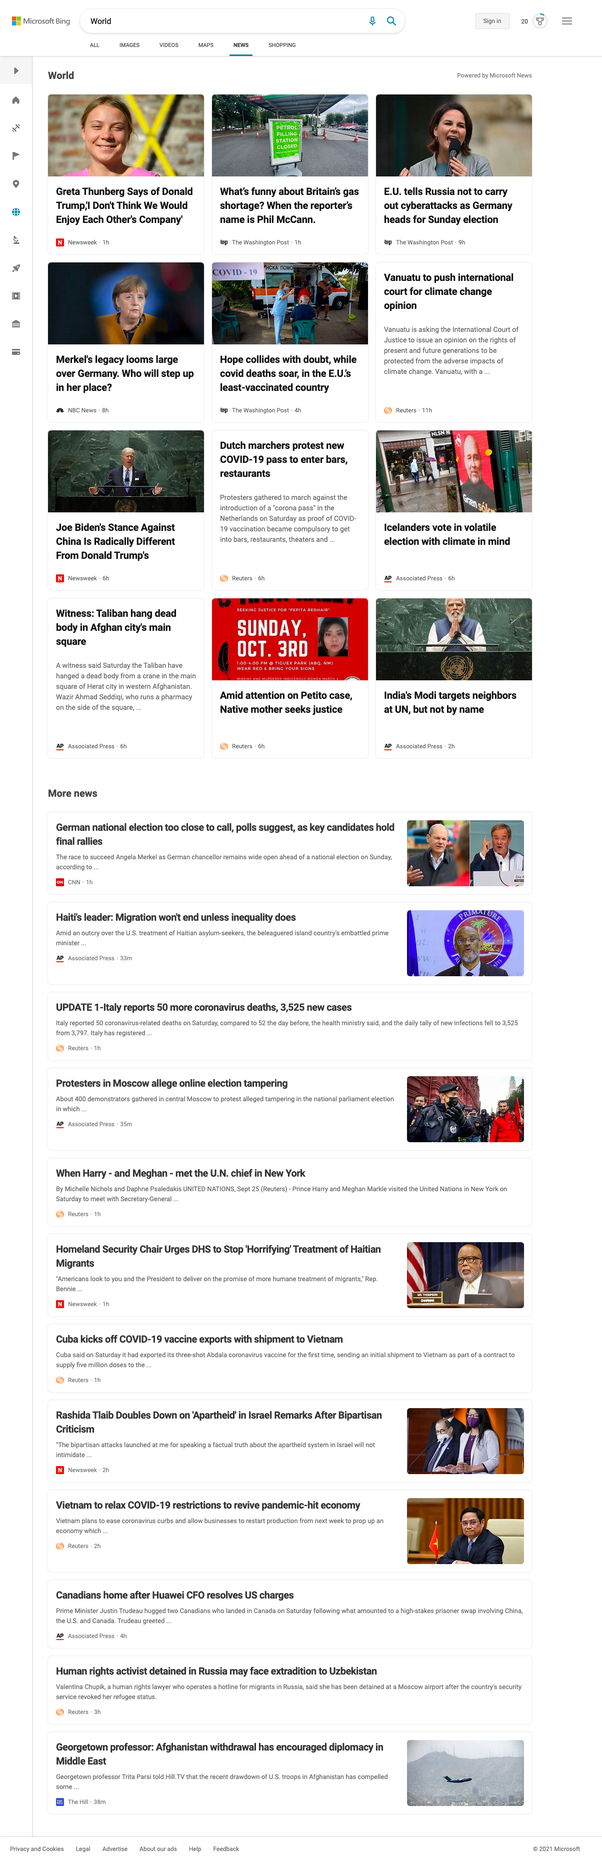 Microsoft Bing
World
Sign in
20
ALL
IMAGES
VIDEOS
MAPS
NEWS
SHOPPING
World
Powered by Microsoft News
PETROL
FILLING
STATION
CLOSED
Greta Thunberg Says of Donald
Trump,'I Don't Think We Would
Enjoy Each Other's Company'
Newsweek · 1h
What's funny about Britain's gas
shortage? When the reporter's
name is Phil McCann.
The Washington Post · 1h
E.U. tells Russia not to carry
out cyberattacks as Germany
heads for Sunday election
The Washington Post · 9h
COVID - 19
Merkel's legacy looms large
over Germany. Who will step up
in her place?
NBC News · 8h
Hope collides with doubt, while
covid deaths soar, in the E.U.'s
least-vaccinated country
The Washington Post · 4h
Vanuatu to push international
court for climate change
opinion
Vanuatu is asking the International Court of
Justice to issue an opinion on the rights of
present and future generations to be
protected from the adverse impacts of
climate change. Vanuatu, with a ...
Reuters · 11h
Joe Biden's Stance Against
China Is Radically Different
From Donald Trump's
Newsweek · 6h
Dutch marchers protest new
COVID-19 pass to enter bars,
restaurants
Protesters gathered to march against the
introduction of a "corona pass" in the
Netherlands on Saturday as proof of COVID-
19 vaccination became compulsory to get
into bars, restaurants, theaters and ...
Reuters · 6h
Icelanders vote in volatile
election with climate in mind
AP Associated Press · 6h
Witness: Taliban hang dead
body in Afghan city's main
square
A witness said Saturday the Taliban have
hanged a dead body from a crane in the main
square of Herat city in western Afghanistan.
Wazir Ahmad Seddiqi, who runs a pharmacy
on the side of the square, ...
AP Associated Press · 6h
SEEKING JUSTICE FOR "PEPITA REDHAIR"
SUNDAY,
OCT. 3RD
1:00-4:00 PM @ TIGUEX PARK (ABQ, NM)
WEAR RED & BRING YOUR SIGNS
Amid attention on Petito case,
Native mother seeks justice
Reuters · 6h
India's Modi targets neighbors
at UN, but not by name
AP Associated Press · 2h
More news
German national election too close to call, polls suggest, as key candidates hold
final rallies
The race to succeed Angela Merkel as German chancellor remains wide open ahead of a national election on Sunday,
according to ...
CNN · 1h
Haiti's leader: Migration won't end unless inequality does
Amid an outcry over the U.S. treatment of Haitian asylum-seekers, the beleaguered island country's embattled prime
minister ...
AP Associated Press · 33m
UPDATE 1-Italy reports 50 more coronavirus deaths, 3,525 new cases
Italy reported 50 coronavirus-related deaths on Saturday, compared to 52 the day before, the health ministry said, and the daily tally of new infections fell to 3,525
from 3,797. Italy has registered ...
Reuters · 1h
Protesters in Moscow allege online election tampering
About 400 demonstrators gathered in central Moscow to protest alleged tampering in the national parliament election
in which ...
AP Associated Press · 35m
When Harry - and Meghan - met the U.N. chief in New York
By Michelle Nichols and Daphne Psaledakis UNITED NATIONS, Sept 25 (Reuters) - Prince Harry and Meghan Markle visited the United Nations in New York on
Saturday to meet with Secretary-General ...
Reuters · 1h
Homeland Security Chair Urges DHS to Stop 'Horrifying' Treatment of Haitian
Migrants
"Americans look to you and the President to deliver on the promise of more humane treatment of migrants," Rep.
Bennie ...
Newsweek · 1h
Cuba kicks off COVID-19 vaccine exports with shipment to Vietnam
Cuba said on Saturday it had exported its three-shot Abdala coronavirus vaccine for the first time, sending an initial shipment to Vietnam as part of a contract to
supply five million doses to the ...
Reuters · 1h
Rashida Tlaib Doubles Down on 'Apartheid' in Israel Remarks After Bipartisan
Criticism
"The bipartisan attacks launched at me for speaking a factual truth about the apartheid system in Israel will not
intimidate ...
Newsweek · 2h
Vietnam to relax COVID-19 restrictions to revive pandemic-hit economy
Vietnam plans to ease coronavirus curbs and allow businesses to restart production from next week to prop up an
economy which ...
Reuters · 2h
Canadians home after Huawei CFO resolves US charges
Prime Minister Justin Trudeau hugged two Canadians who landed in Canada on Saturday following what amounted to a high-stakes prisoner swap involving China,
the U.S. and Canada. Trudeau greeted ...
AP Associated Press · 4h
Human rights activist detained in Russia may face extradition to Uzbekistan
Valentina Chupik, a human rights lawyer who operates a hotline for migrants in Russia, said she has been detained at a Moscow airport after the country's security
service revoked her refugee status.
Reuters · 3h
Georgetown professor: Afghanistan withdrawal has encouraged diplomacy in
Middle East
Georgetown professor Trita Parsi told Hill.TV that the recent drawdown of U.S. troops in Afghanistan has compelled
some ...
The Hill · 38m
Privacy and Cookies
Legal
Advertise
About our ads
Help
Feedback
© 2021 Microsoft